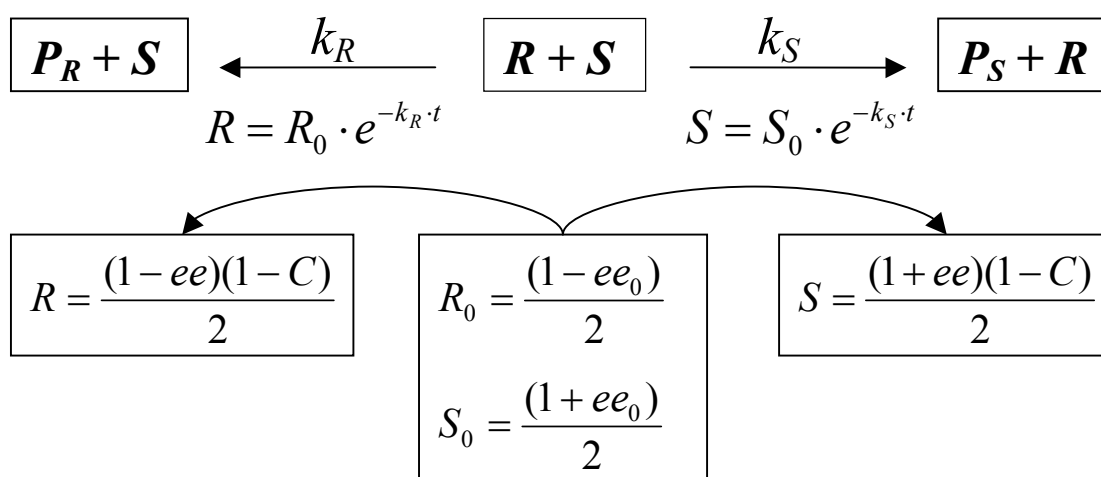 P_R + S k_R R + S k_S P_S + R
R = R_0 · e^{-k_R·t} S = S_0 · e^{-k_S·t}
R = (1 − ee)(1 − C)/2 R_0 = (1 − ee_0)/2 S = (1 + ee)(1 − C)/2
S_0 = (1 + ee_0)/2